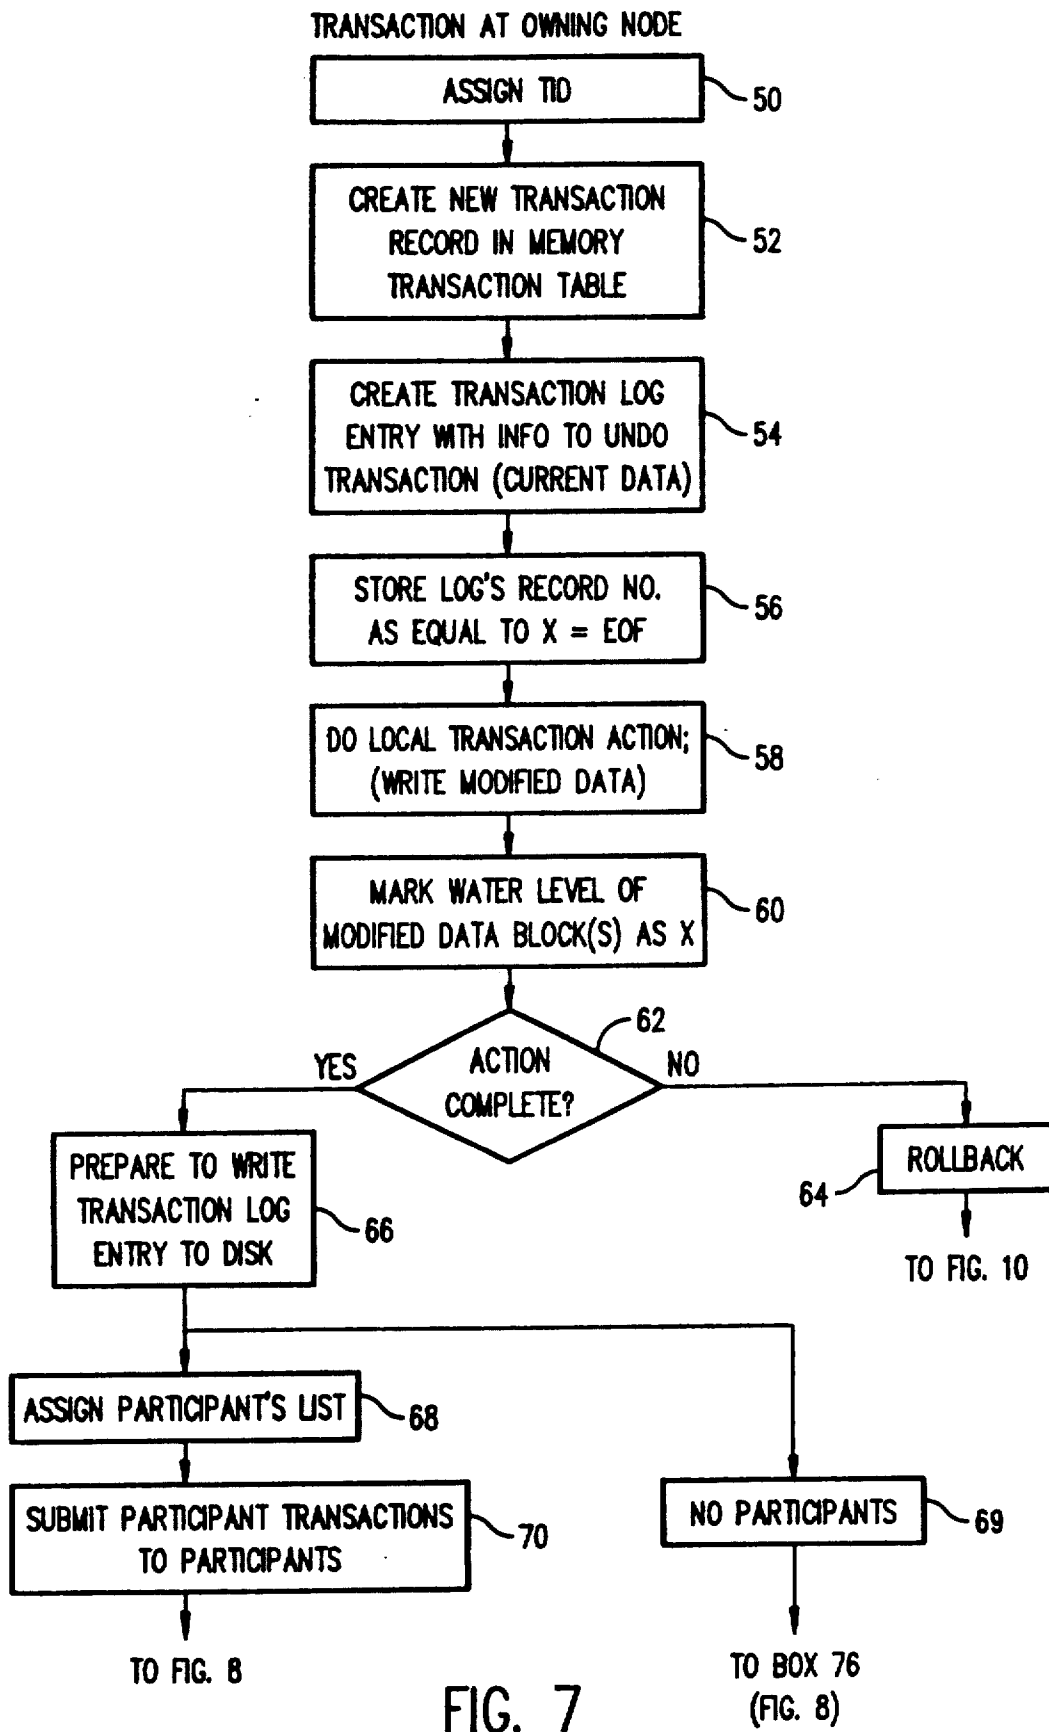 TRANSACTION AT OWNING NODE
ASSIGN TID
50
CREATE NEW TRANSACTION
RECORD IN MEMORY
TRANSACTION TABLE
52
CREATE TRANSACTION LOG
ENTRY WITH INFO TO UNDO
TRANSACTION (CURRENT DATA)
54
STORE LOG'S RECORD NO.
AS EQUAL TO X = EOF
56
DO LOCAL TRANSACTION ACTION;
(WRITE MODIFIED DATA)
58
MARK WATER LEVEL OF
MODIFIED DATA BLOCK(S) AS X
60
62
ACTION
COMPLETE?
YES
NO
PREPARE TO WRITE
TRANSACTION LOG
ENTRY TO DISK
66
ROLLBACK
64
TO FIG. 10
ASSIGN PARTICIPANT'S LIST
68
SUBMIT PARTICIPANT TRANSACTIONS
TO PARTICIPANTS
70
NO PARTICIPANTS
69
TO FIG. 8
TO BOX 76
(FIG. 8)
FIG. 7